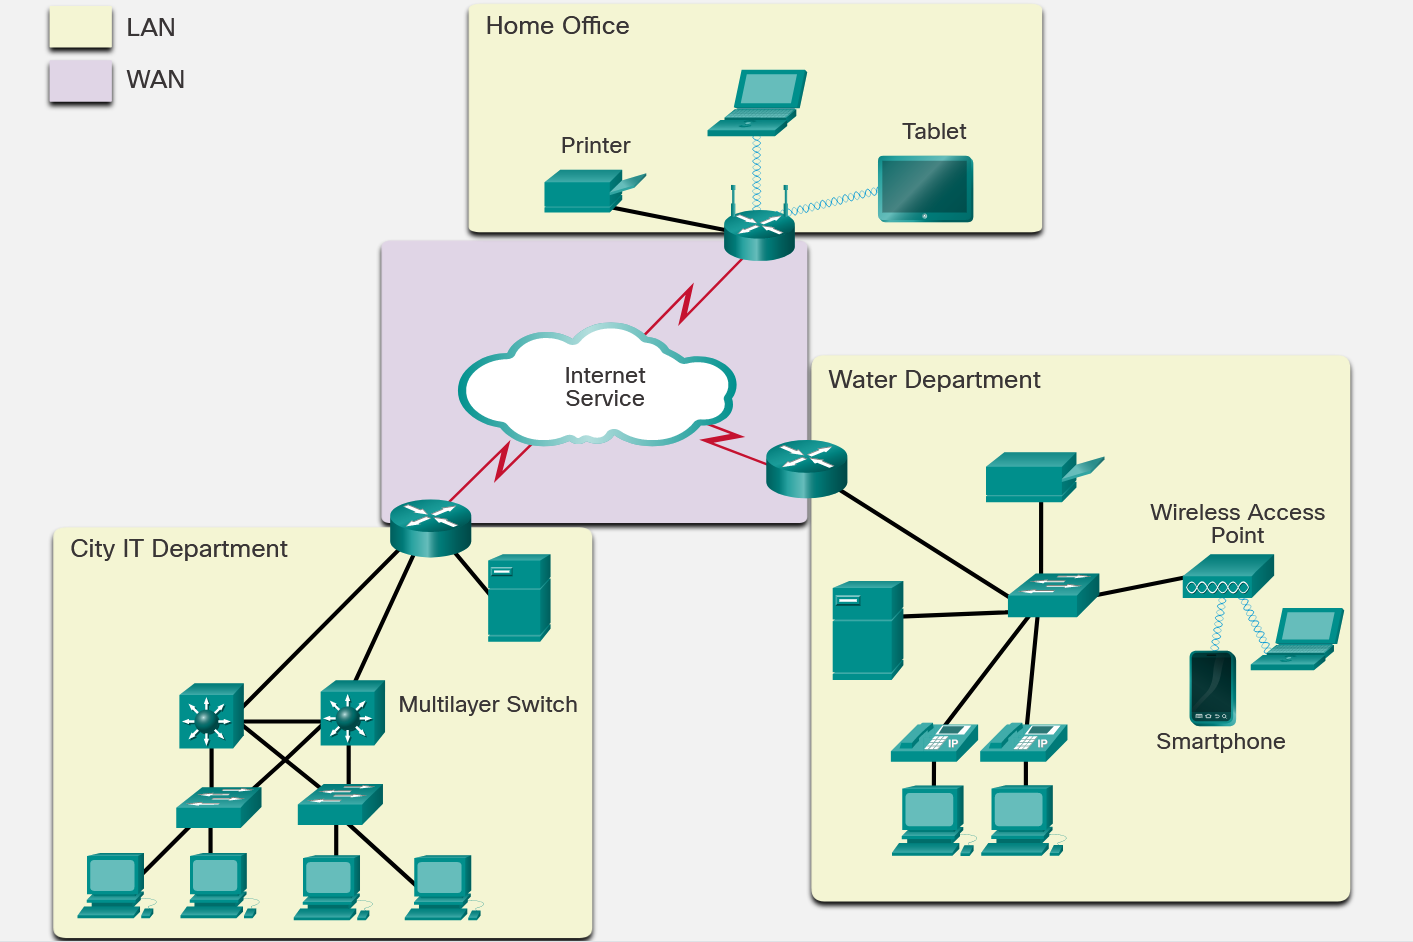 LAN
WAN
Home Office
Printer
Tablet
Internet
Service
Water Department
Wireless Access
Point
City IT Department
Multilayer Switch
IP
IP
Smartphone